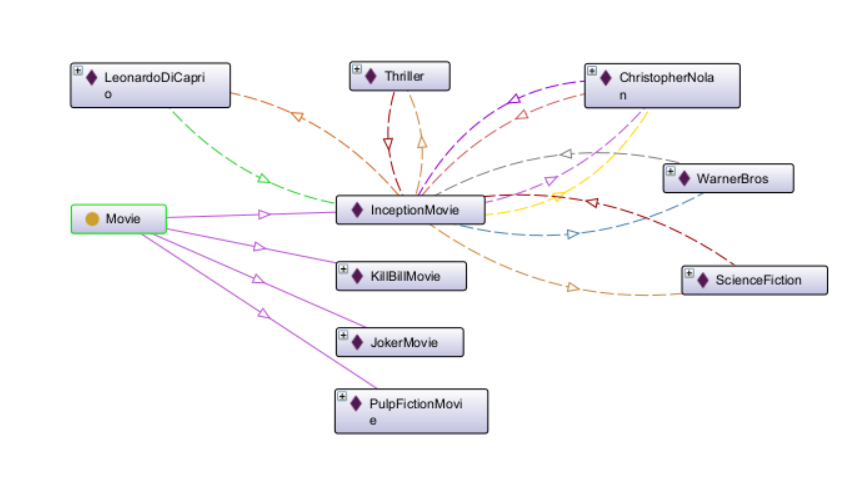 LeonardoDiCapri
o
Thriller
ChristopherNola
n
WarnerBros
InceptionMovie
Movie
KillBillMovie
ScienceFiction
JokerMovie
PulpFictionMovi
e